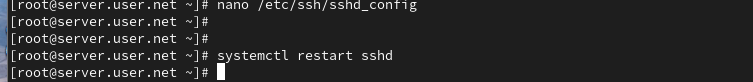 [root@server.user.net ~]# nano /etc/ssh/sshd_config
[root@server.user.net ~]#
[root@server.user.net ~]#
[root@server.user.net ~]# systemctl restart sshd
[root@server.user.net ~]#